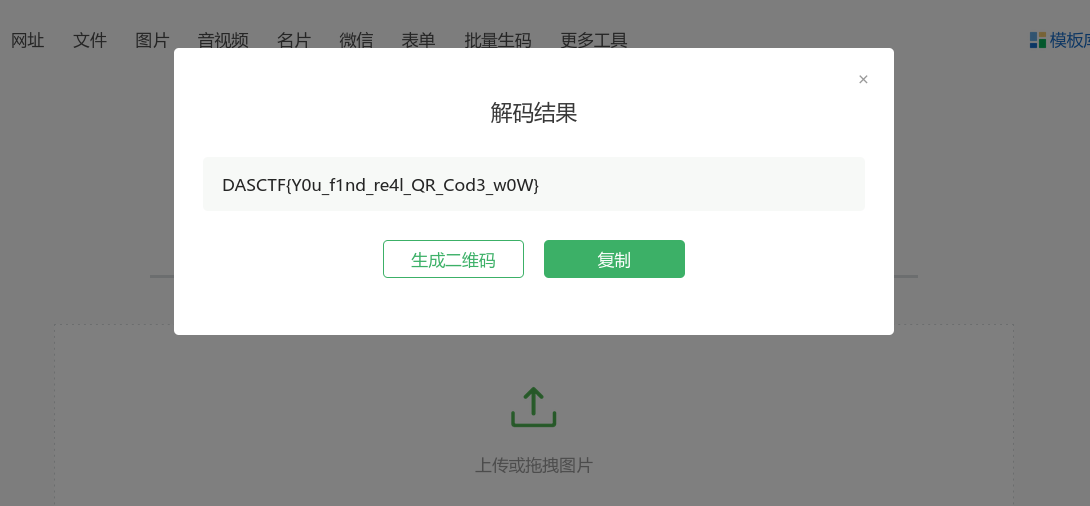 网址 文件 图片 音视频 名片 微信 表单 批量生码 更多工具 模板库
×
解码结果
DASCTF{Y0u_f1nd_re4l_QR_Cod3_w0W}
生成二维码 复制
上传或拖拽图片